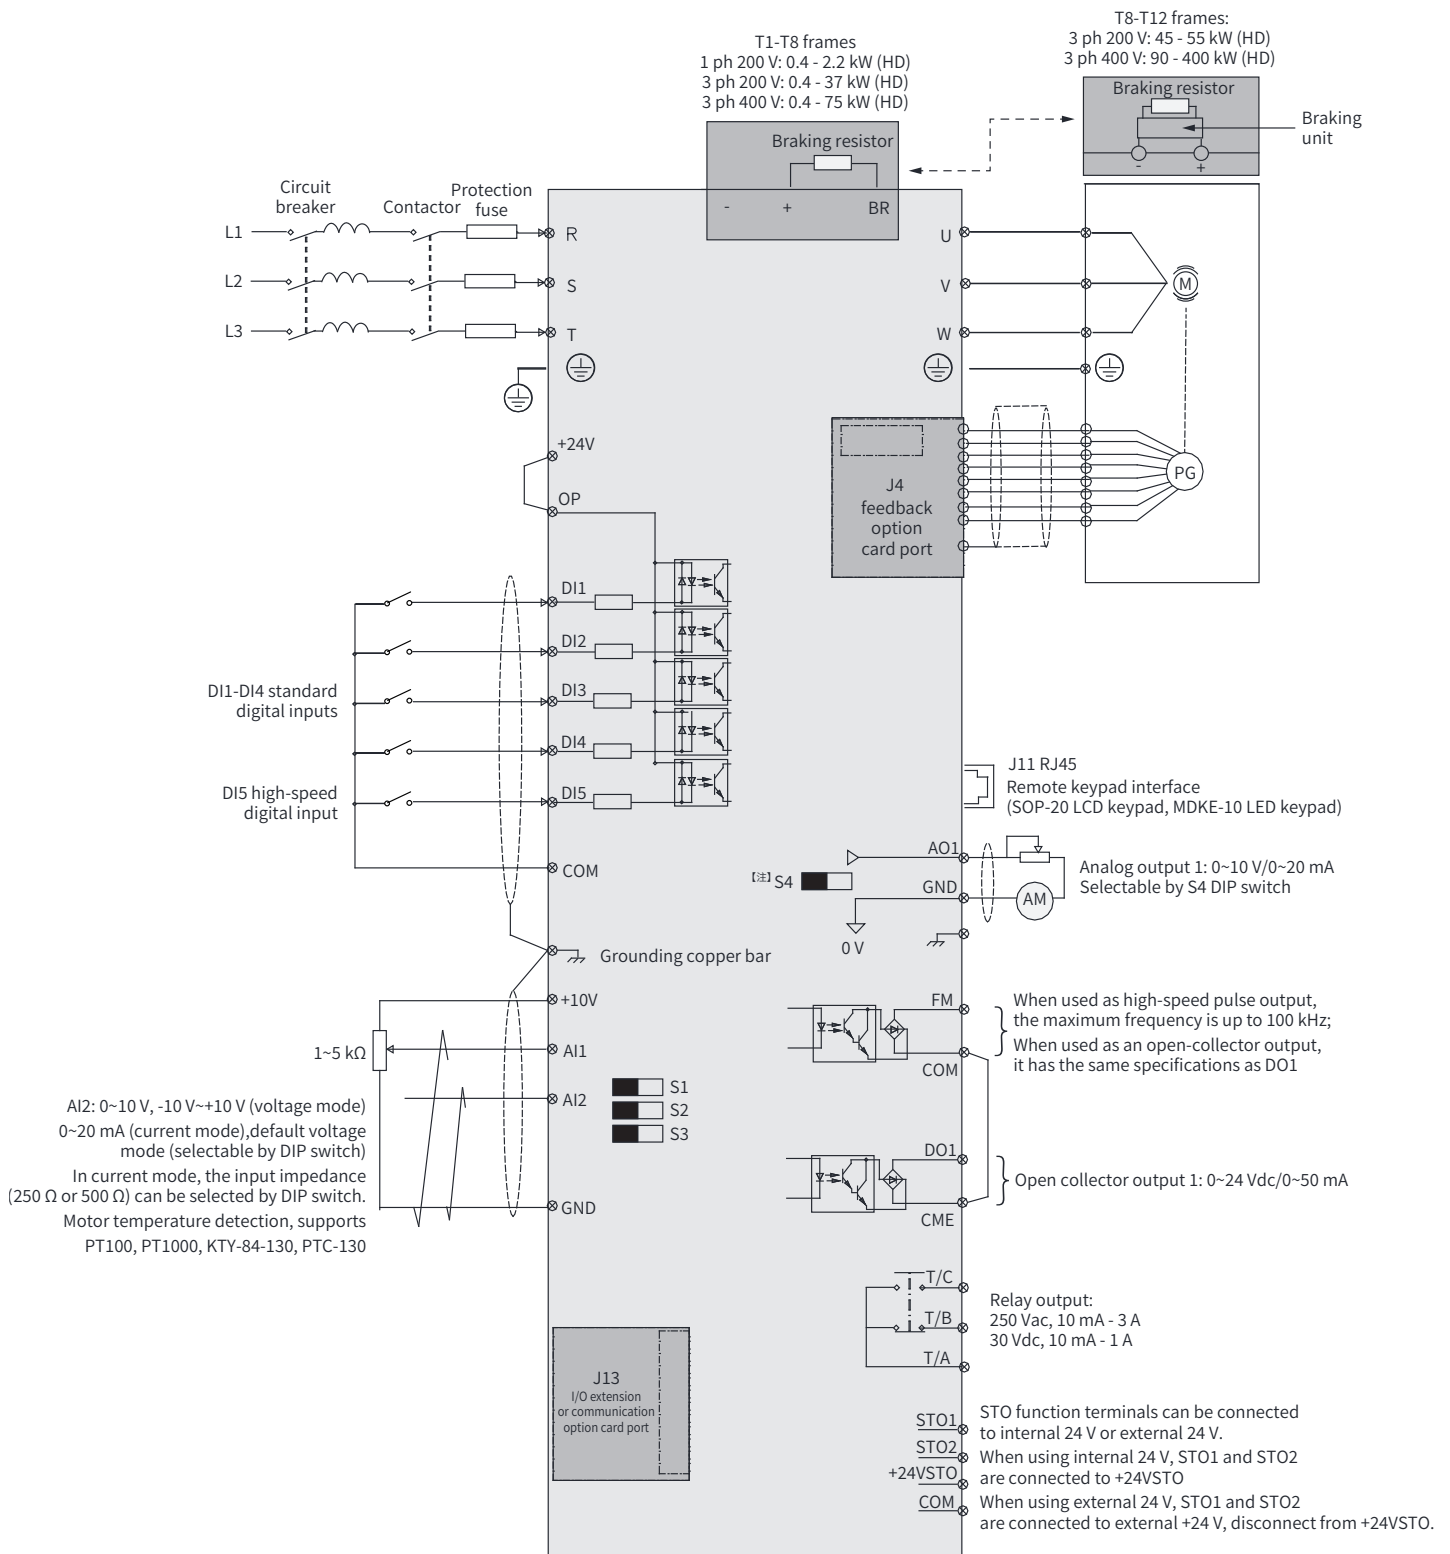 T8-T12 frames:
3 ph 200 V: 45 - 55 kW (HD)
3 ph 400 V: 90 - 400 kW (HD)
T1-T8 frames
1 ph 200 V: 0.4 - 2.2 kW (HD)
3 ph 200 V: 0.4 - 37 kW (HD)
3 ph 400 V: 0.4 - 75 kW (HD)
Braking resistor
Braking
unit
- +
Braking resistor
- + BR
Circuit
breaker
Contactor
Protection
fuse
L1
R
L2
S
L3
T
U
V
W
M
+24V
OP
J4
feedback
option
card port
PG
DI1
DI2
DI3
DI4
DI5
DI1-DI4 standard
digital inputs
DI5 high-speed
digital input
COM
J11 RJ45
Remote keypad interface
(SOP-20 LCD keypad, MDKE-10 LED keypad)
AO1
【注】S4
GND
0 V
AM
Analog output 1: 0~10 V/0~20 mA
Selectable by S4 DIP switch
Grounding copper bar
+10V
1~5 kΩ
AI1
AI2
S1
S2
S3
AI2: 0~10 V, -10 V~+10 V (voltage mode)
0~20 mA (current mode),default voltage
mode (selectable by DIP switch)
In current mode, the input impedance
(250 Ω or 500 Ω) can be selected by DIP switch.
Motor temperature detection, supports
PT100, PT1000, KTY-84-130, PTC-130
GND
FM
COM
When used as high-speed pulse output,
the maximum frequency is up to 100 kHz;
When used as an open-collector output,
it has the same specifications as DO1
DO1
CME
Open collector output 1: 0~24 Vdc/0~50 mA
T/C
T/B
T/A
Relay output:
250 Vac, 10 mA - 3 A
30 Vdc, 10 mA - 1 A
J13
I/O extension
or communication
option card port
STO1
STO2
+24VSTO
COM
STO function terminals can be connected
to internal 24 V or external 24 V.
When using internal 24 V, STO1 and STO2
are connected to +24VSTO
When using external 24 V, STO1 and STO2
are connected to external +24 V, disconnect from +24VSTO.